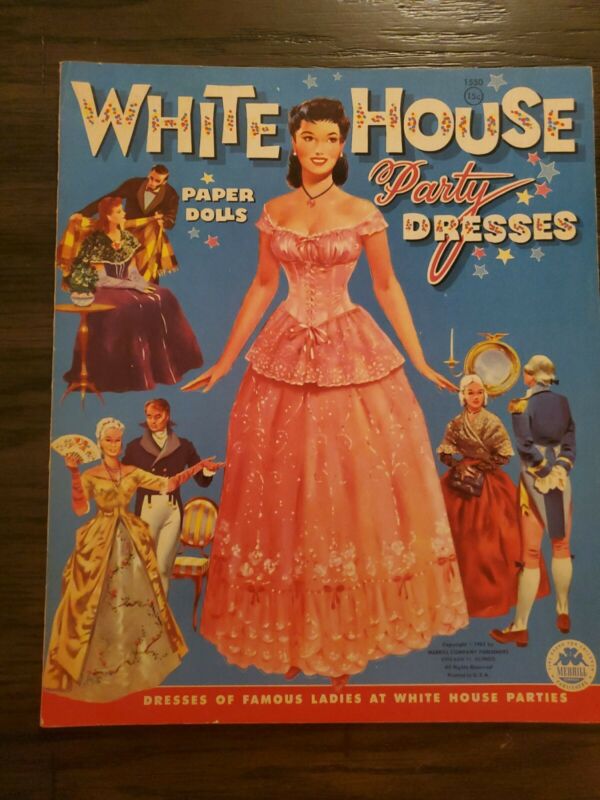 WHITE HOUSE
1550
15¢
PAPER
DOLLS
Party
DRESSES
Copyright 1961 by
MERRILL COMPANY PUBLISHERS
CHICAGO 11, ILLINOIS
All Rights Reserved
Printed in U. S. A.
MERRILL
DRESSES OF FAMOUS LADIES AT WHITE HOUSE PARTIES